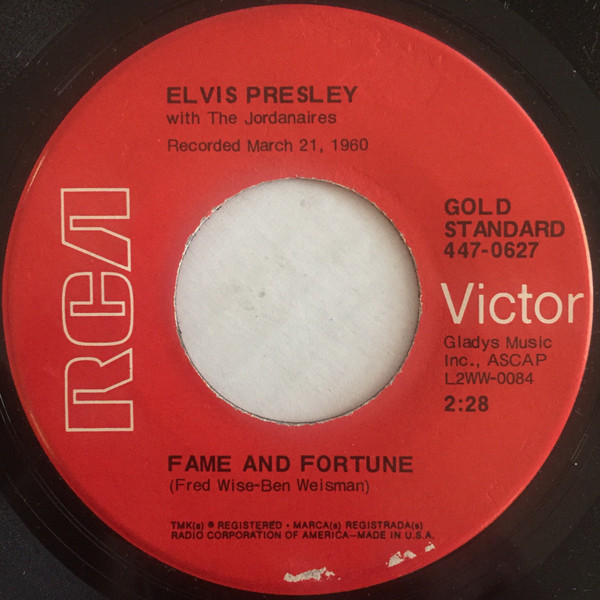 ELVIS PRESLEY
with The Jordanaires
Recorded March 21, 1960
RCA
GOLD
STANDARD
447-0627
Victor
Gladys Music
Inc., ASCAP
L2WW-0084
2:28
FAME AND FORTUNE
(Fred Wise-Ben Weisman)
TMK(s) ® REGISTERED • MARCA(s) REGISTRADA(s)
RADIO CORPORATION OF AMERICA—MADE IN U.S.A.